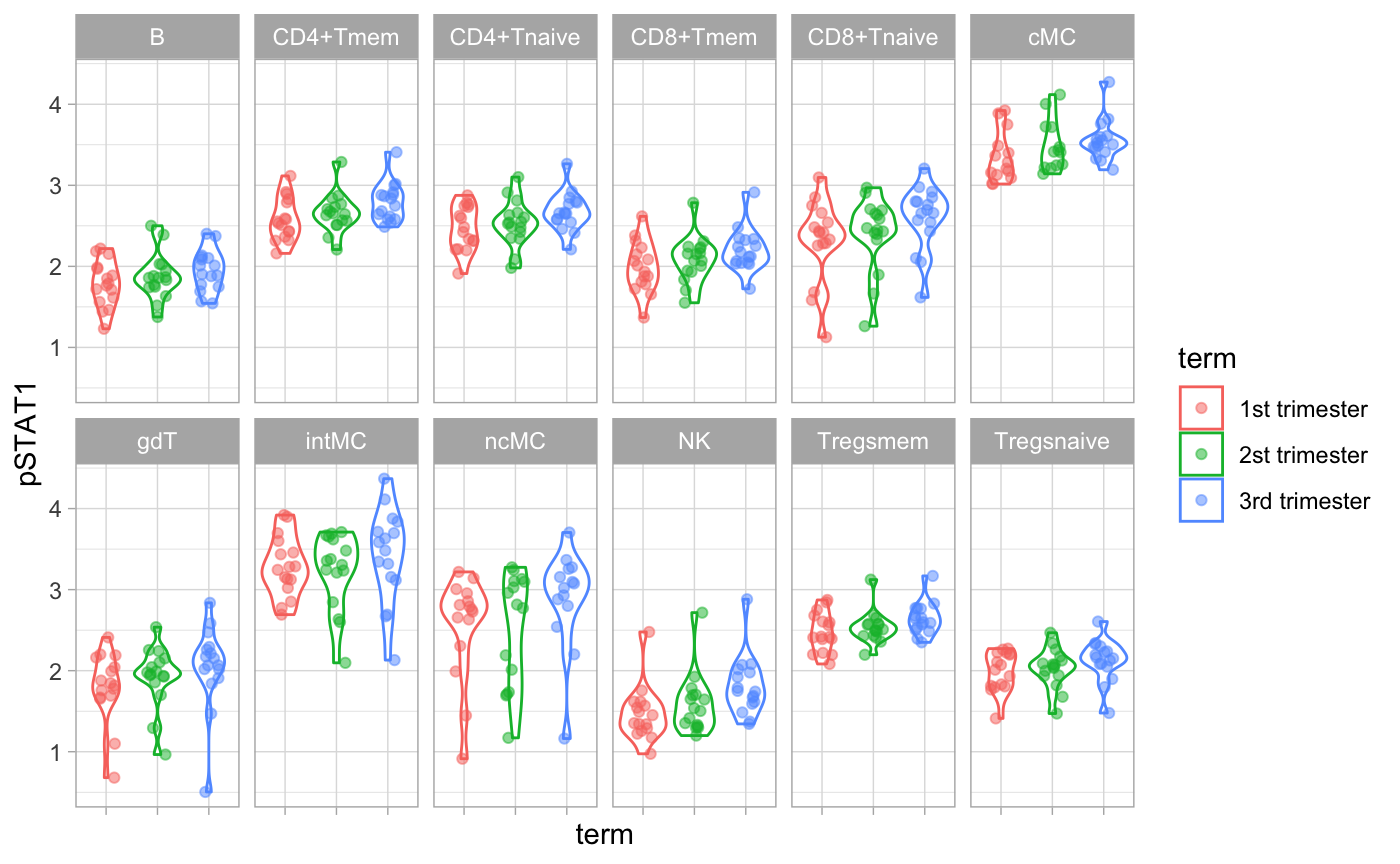 B CD4+Tmem CD4+Tnaive CD8+Tmem CD8+Tnaive cMC
4
3
2
1
pSTAT1
gdT intMC ncMC NK Tregsmem Tregsnaive
4
3
2
1
term
term
1st trimester
2st trimester
3rd trimester